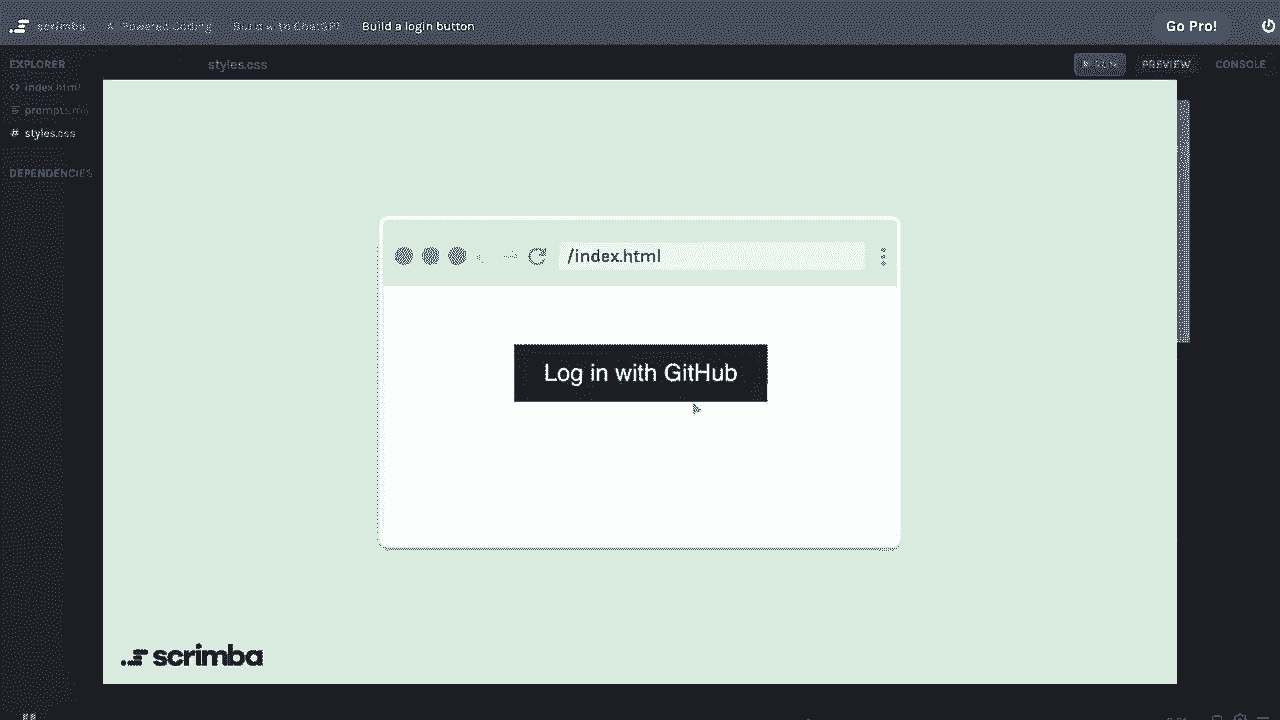 scrimba AI Powered Coding Build with ChatGPT Build a login button Go Pro!
EXPLORER styles.css RUN PREVIEW CONSOLE
index.html
prompts.md
styles.css
DEPENDENCIES
/index.html
Log in with GitHub
scrimba